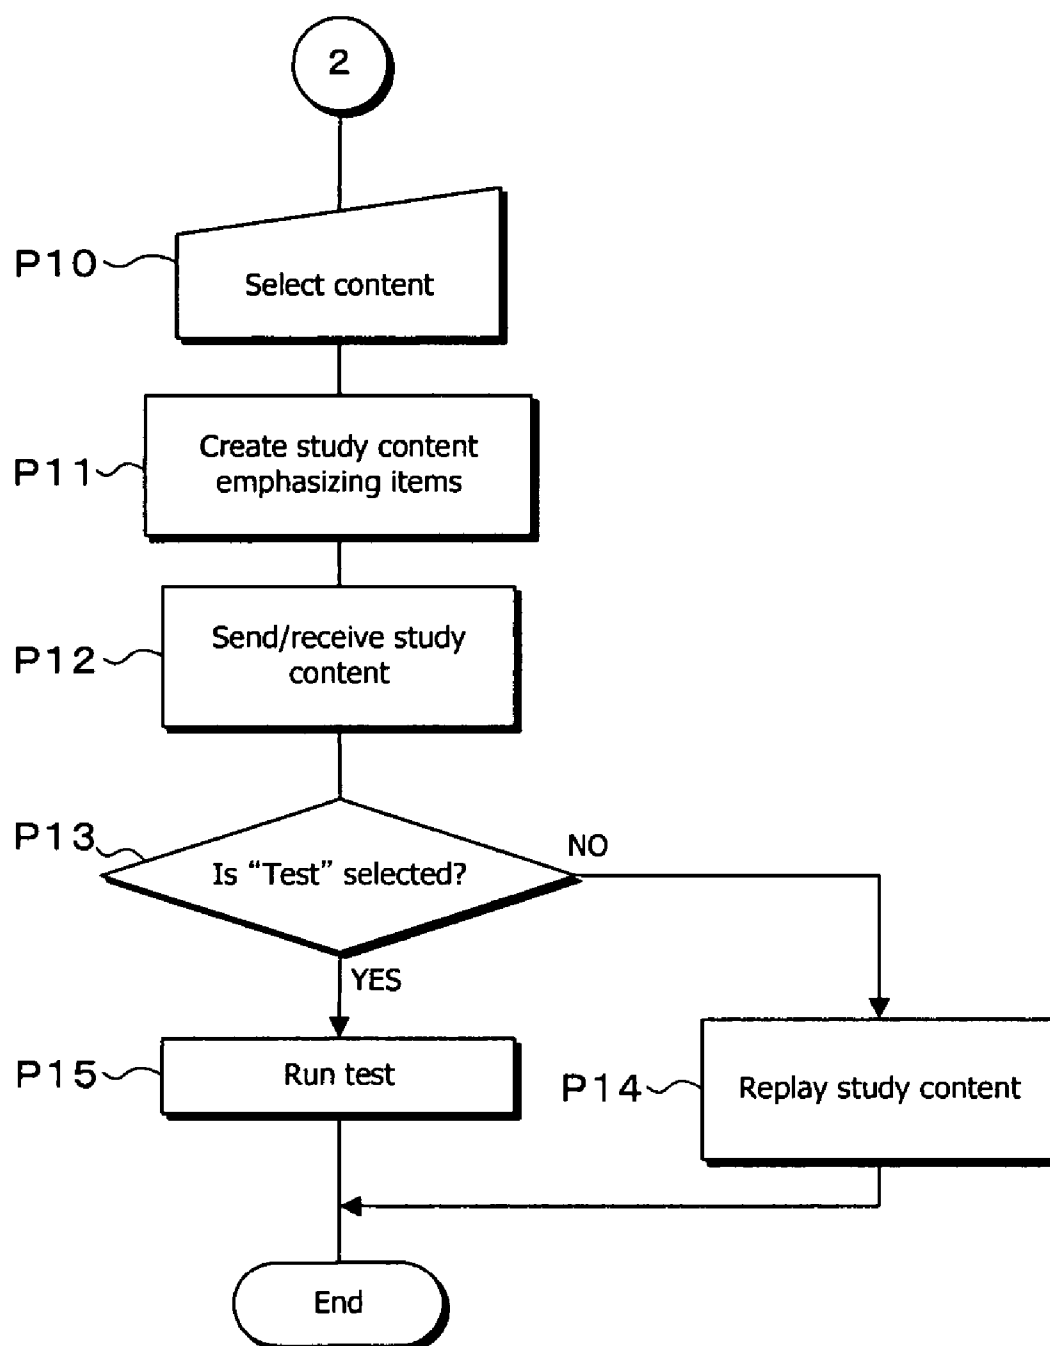 2
P10
Select content
P11
Create study content
emphasizing items
P12
Send/receive study
content
P13
Is “Test” selected?
NO
YES
P15
Run test
P14
Replay study content
End